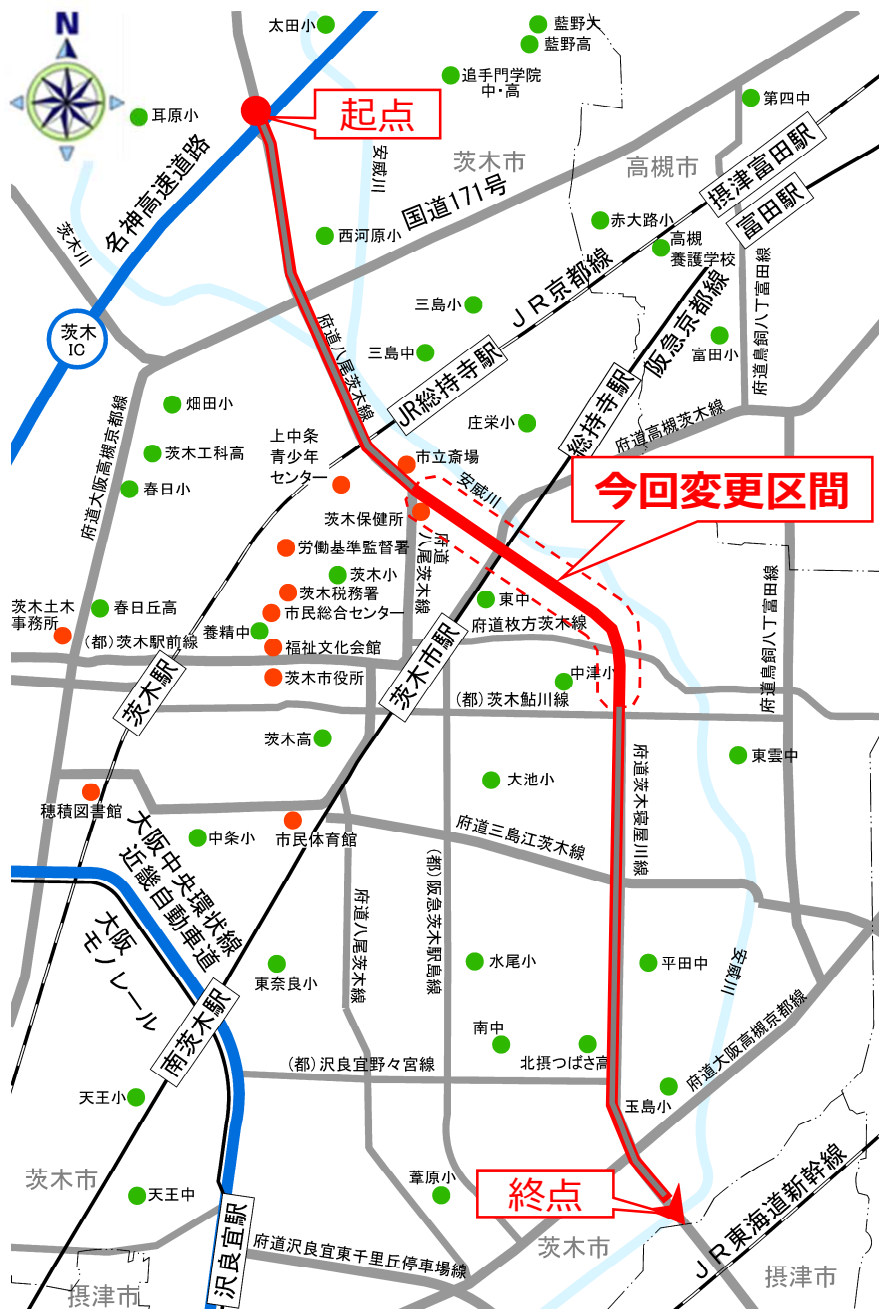 N
太田小
藍野大
藍野高
追手門学院
中・高
第四中
耳原小
起点
安威川
茨木市
高槻市
摂津富田駅
富田駅
名神高速道路
国道171号
茨木川
西河原小
赤大路小
高槻
養護学校
府道鳥飼八丁富田線
三島小
JR京都線
阪急京都線
茨木
IC
府道八尾茨木線
三島中
富田小
JR総持寺駅
総持寺駅
畑田小
庄栄小
府道高槻茨木線
府道大阪高槻京都線
上中条
青少年
センター
市立斎場
茨木工科高
春日小
安威川
今回変更区間
茨木保健所
府道
八尾茨木線
労働基準監督署
茨木小
茨木税務署
東中
府道鳥飼八丁富田線
茨木土木
事務所
春日丘高
市民総合センター
府道枚方茨木線
養精中
(都)茨木駅前線
福祉文化会館
茨木市駅
茨木駅
茨木市役所
中津小
(都)茨木鮎川線
茨木高
府道茨木寝屋川線
東雲中
大池小
穂積図書館
中条小
市民体育館
府道三島江茨木線
大阪中央環状線
近畿自動車道
(都)阪急茨木駅島線
府道八尾茨木線
大阪
モノレール
東奈良小
水尾小
平田中
安威川
南茨木駅
南中
北摂つばさ高
府道大阪高槻京都線
(都)沢良宜野々宮線
天王小
玉島小
茨木市
天王中
葦原小
終点
沢良宜駅
府道沢良宜東千里丘停車場線
茨木市
JR東海道新幹線
摂津市
摂津市